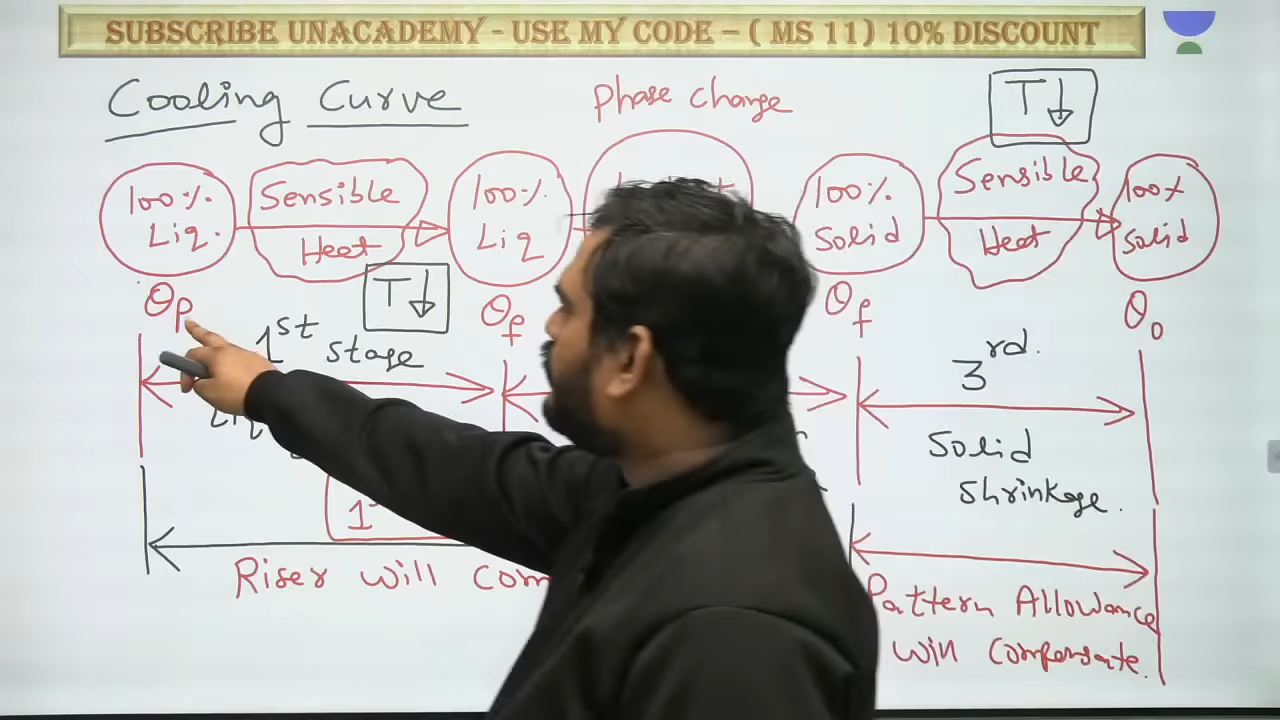 SUBSCRIBE UNACADEMY - USE MY CODE – ( MS 11) 10% DISCOUNT
Cooling Curve
Phase change
T↓
100%
Liq.
Sensible
Heat
100%
Liq
100%
Solid
Sensible
Heat
100%
Solid
T↓
θp
θf
θf
θo
1st stage
3rd.
Solid
Shrinkage.
Riser will
Pattern Allowance
will Compensate.